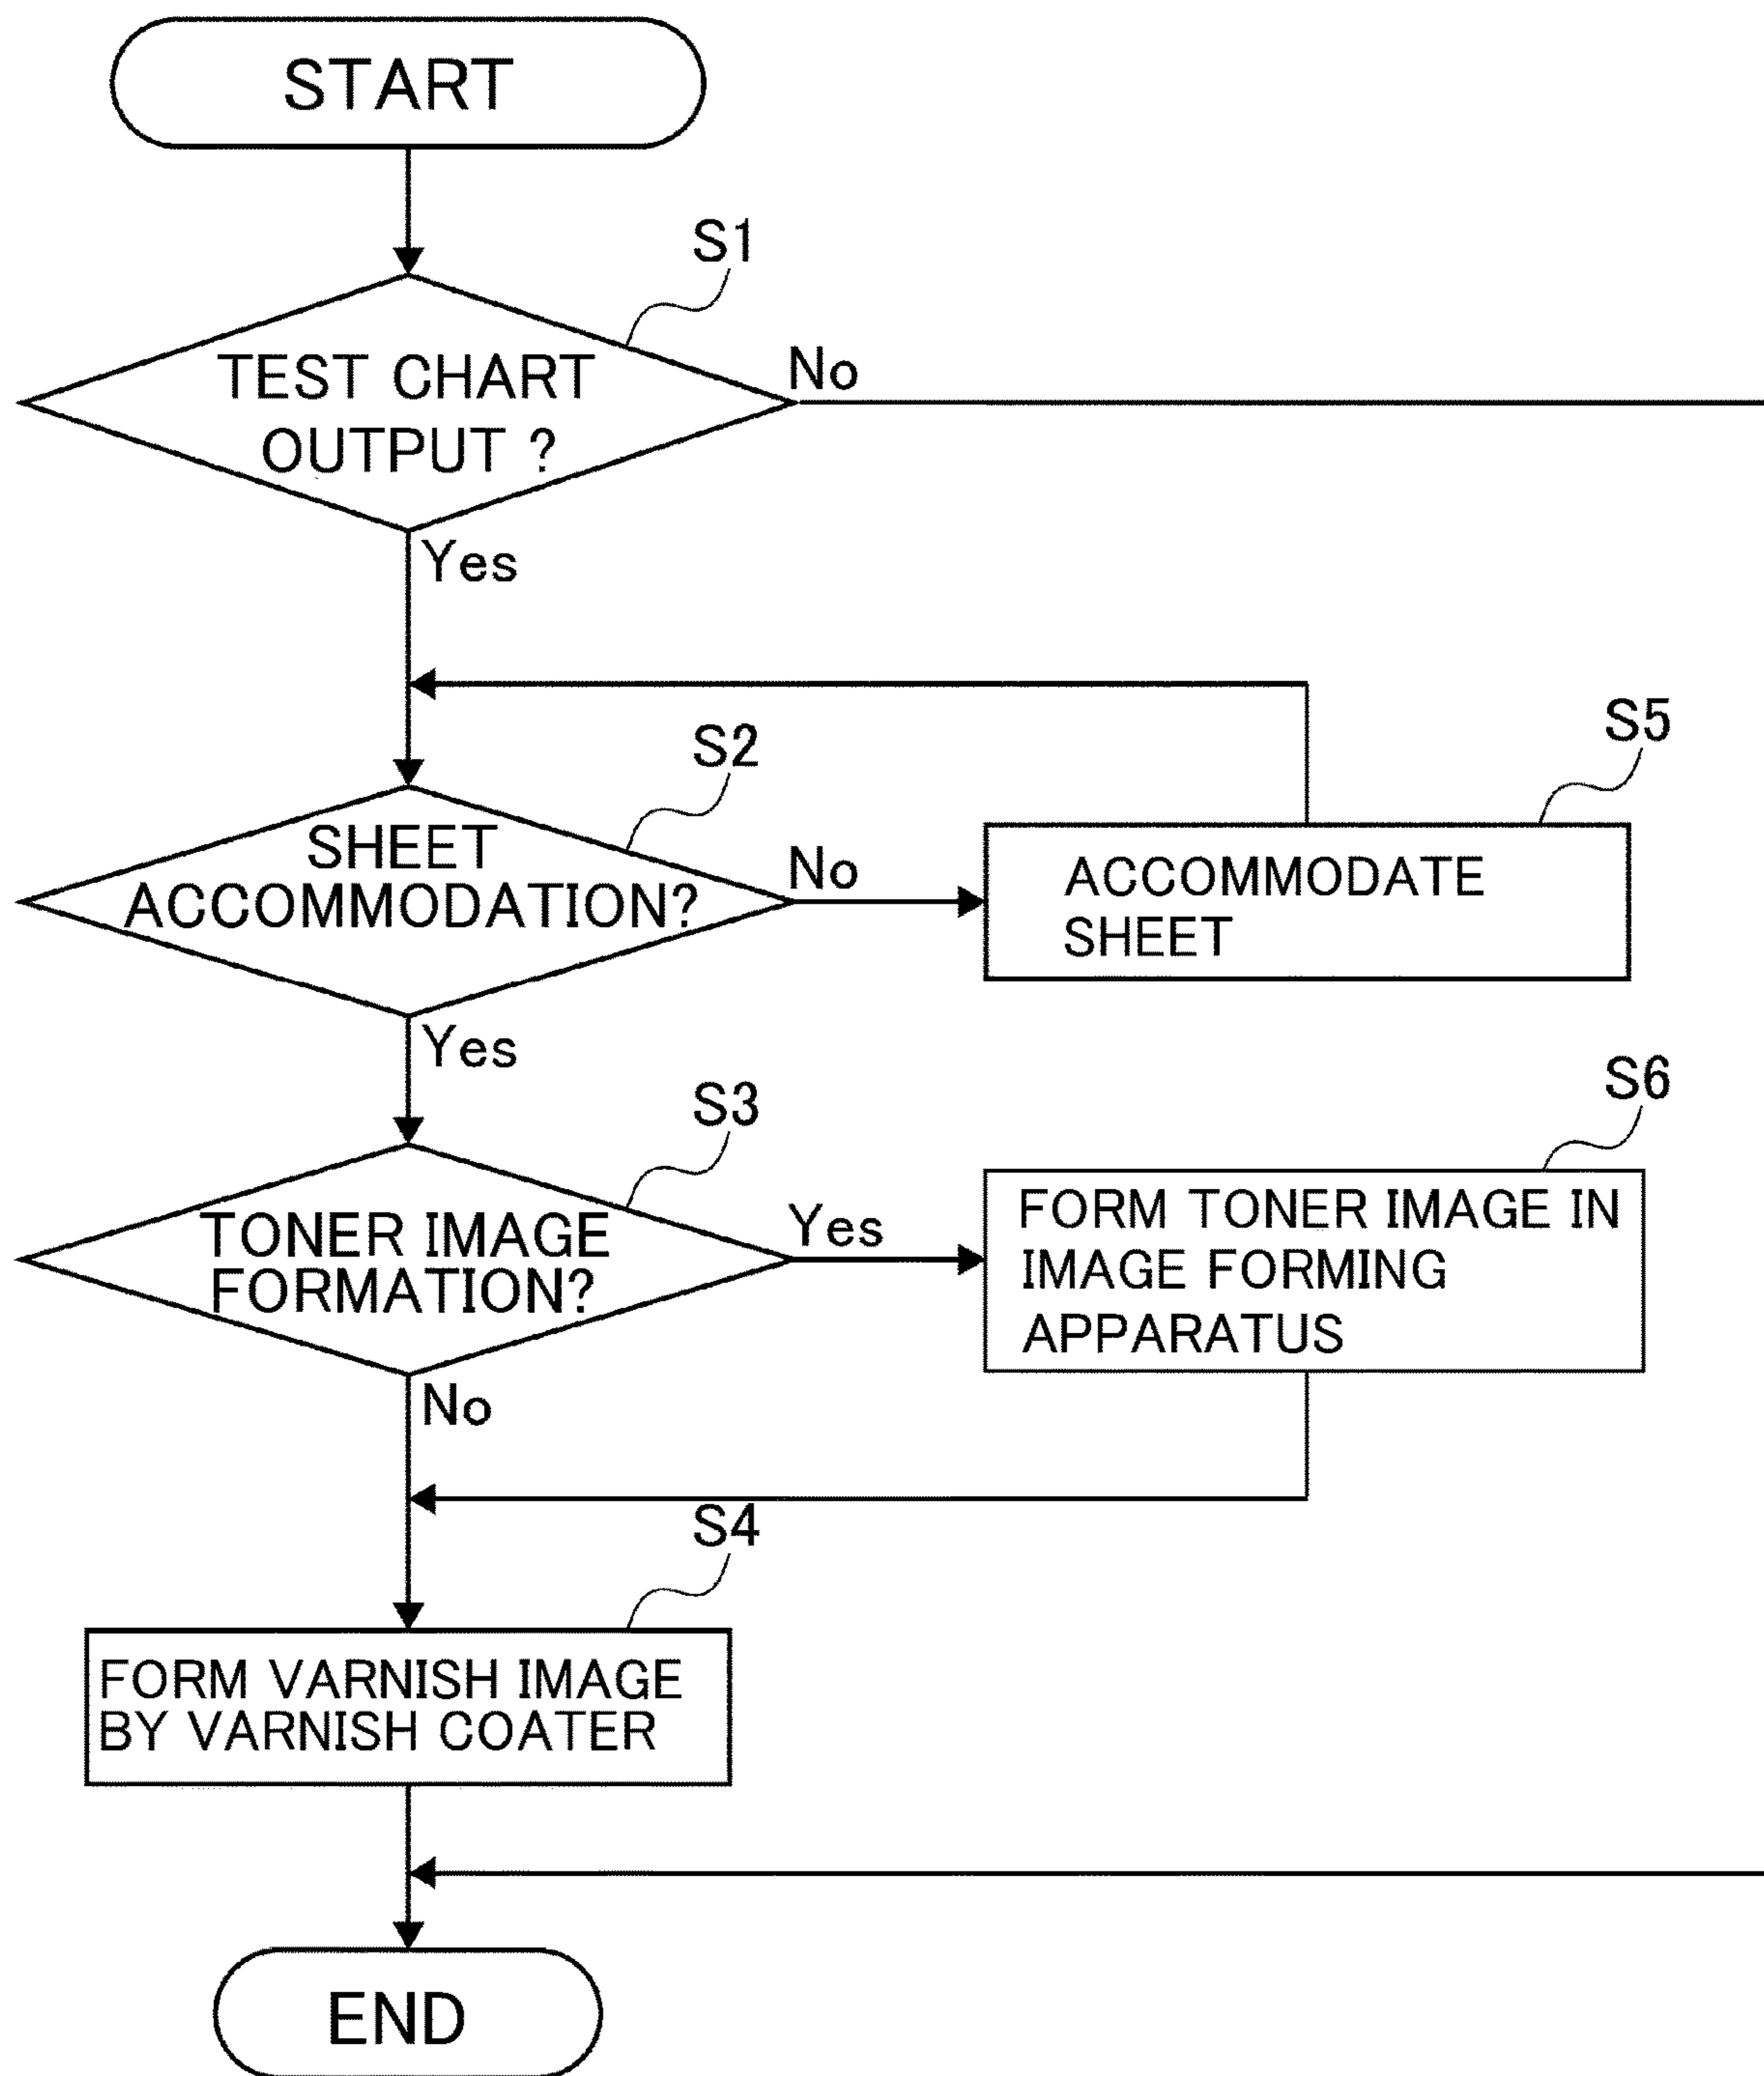 START
S1
TEST CHART
OUTPUT ?
No
Yes
S2
SHEET
ACCOMMODATION?
No
S5
ACCOMMODATE
SHEET
Yes
S3
TONER IMAGE
FORMATION?
Yes
S6
FORM TONER IMAGE IN
IMAGE FORMING
APPARATUS
No
S4
FORM VARNISH IMAGE
BY VARNISH COATER
END